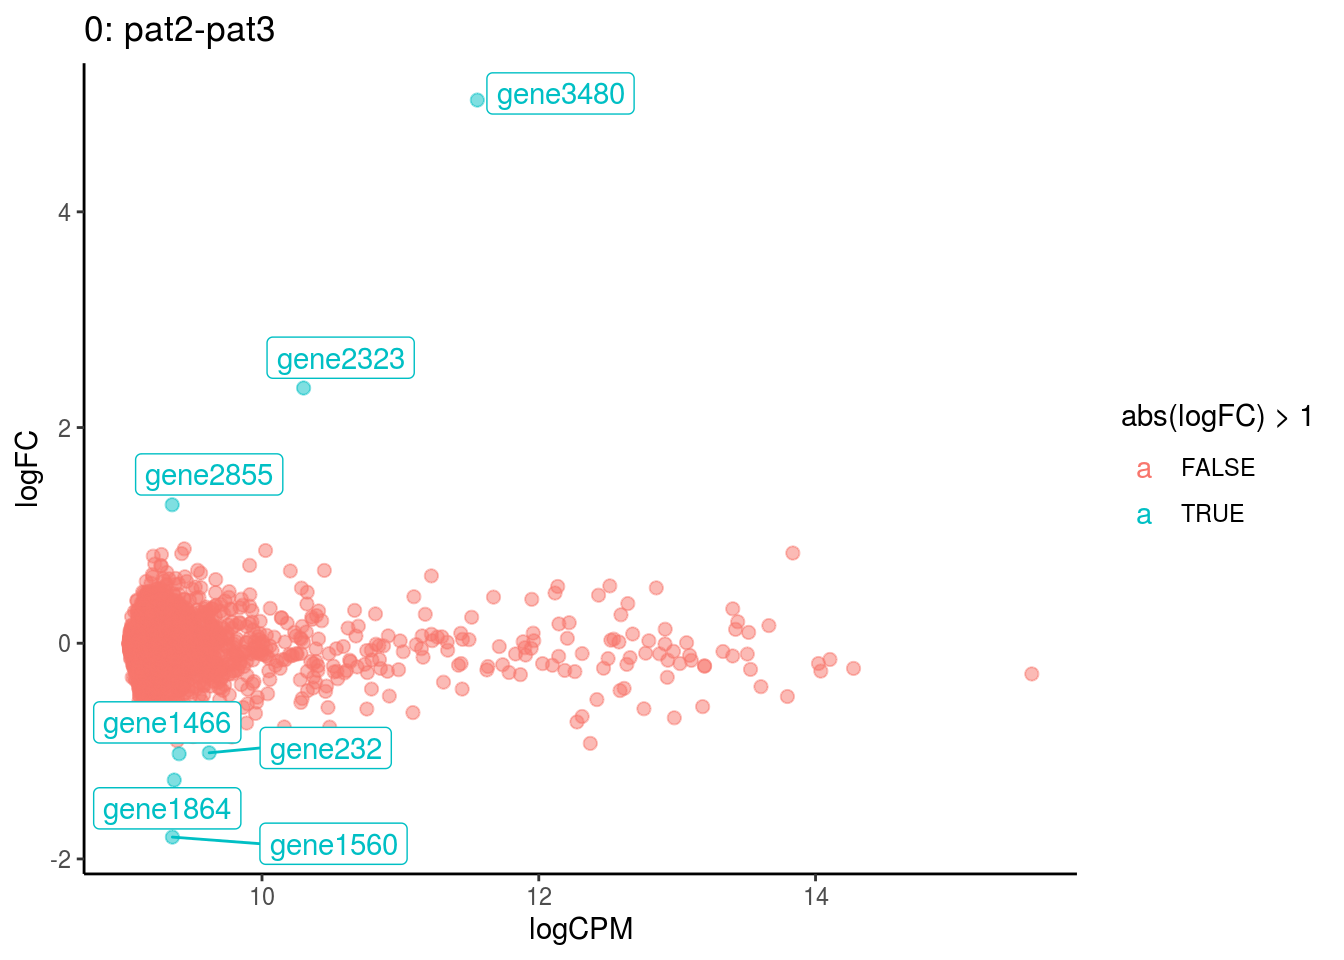 0: pat2-pat3
gene3480
4
gene2323
2
gene2855
logFC
abs(logFC) > 1
a FALSE
a TRUE
0
gene1466
gene232
gene1864
gene1560
-2
10 12 14
logCPM